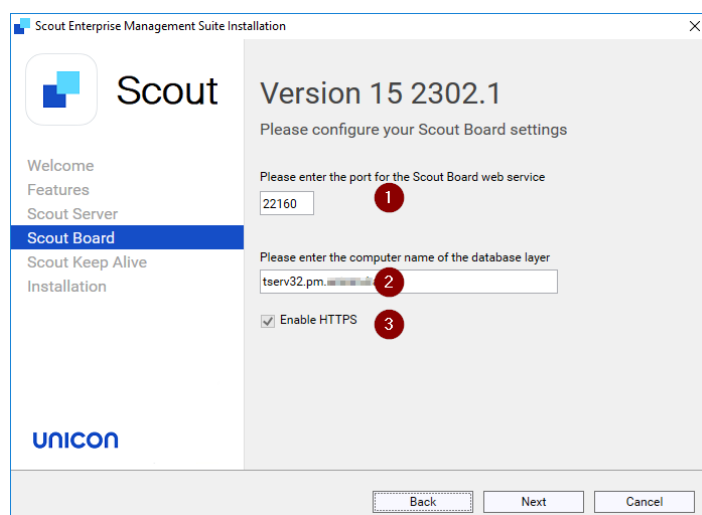 Scout Enterprise Management Suite Installation
Scout
Version 15 2302.1
Please configure your Scout Board settings
Welcome
Features
Scout Server
Scout Board
Scout Keep Alive
Installation
Please enter the port for the Scout Board web service
22160
1
Please enter the computer name of the database layer
tserv32.pm.
2
Enable HTTPS
3
unicon
Back
Next
Cancel